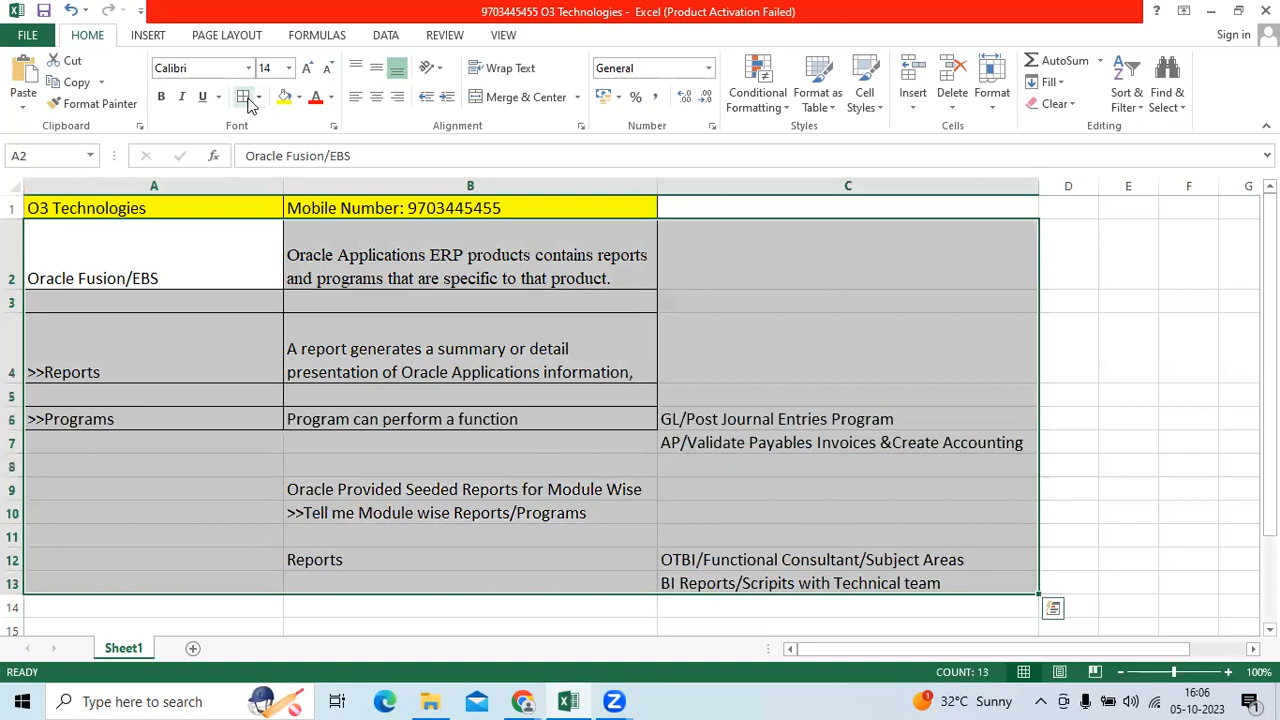 9703445455 O3 Technologies - Excel (Product Activation Failed)
Sign in
FILE HOME INSERT PAGE LAYOUT FORMULAS DATA REVIEW VIEW
Paste
Cut
Copy
Format Painter
Clipboard
Calibri 14
B I U
Font
Wrap Text
Merge & Center
Alignment
General
Number
Conditional Formatting
Format as Table
Cell Styles
Styles
Insert Delete Format
Cells
AutoSum
Fill
Clear
Sort & Filter
Find & Select
Editing
A2
Oracle Fusion/EBS
A B C D E F G
1 O3 Technologies Mobile Number: 9703445455
2 Oracle Fusion/EBS Oracle Applications ERP products contains reports
and programs that are specific to that product.
3
4 >>Reports A report generates a summary or detail
presentation of Oracle Applications information,
5
6 >>Programs Program can perform a function GL/Post Journal Entries Program
7 AP/Validate Payables Invoices &Create Accounting
8
9 Oracle Provided Seeded Reports for Module Wise
10 >>Tell me Module wise Reports/Programs
11
12 Reports OTBI/Functional Consultant/Subject Areas
13 BI Reports/Scripits with Technical team
14
15
Sheet1
READY COUNT: 13 100%
Type here to search
32°C Sunny
16:06
05-10-2023